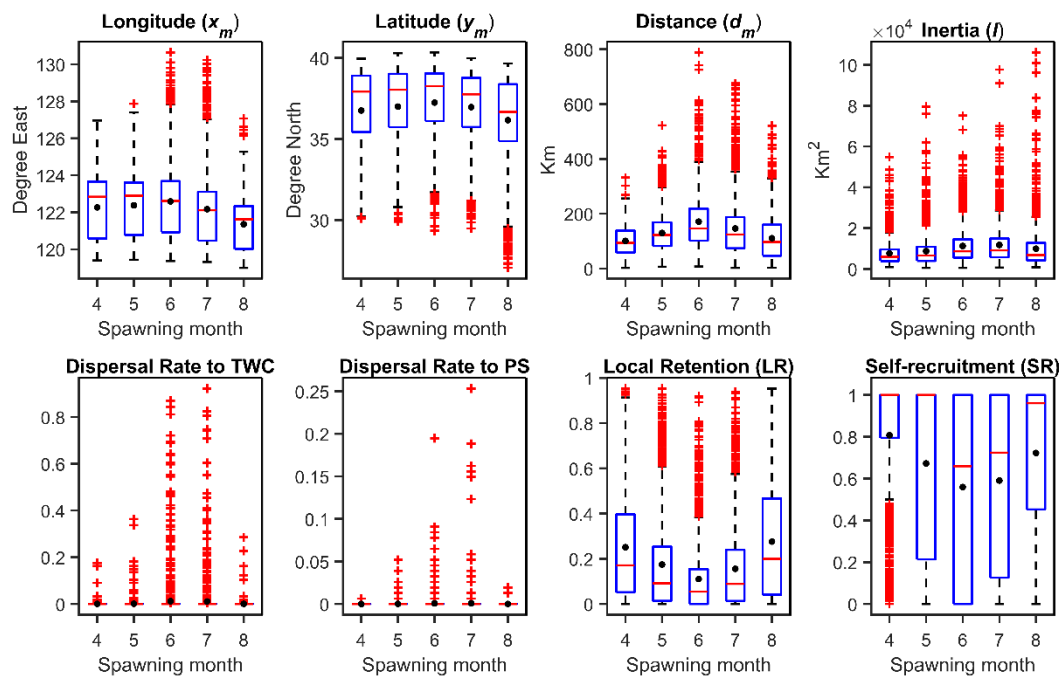 Longitude (xₘ)
Degree East
130
128
126
124
122
120
4 5 6 7 8
Spawning month
Latitude (yₘ)
Degree North
40
35
30
4 5 6 7 8
Spawning month
Distance (dₘ)
Km
800
600
400
200
0
4 5 6 7 8
Spawning month
×10⁴ Inertia (I)
Km²
10
8
6
4
2
0
4 5 6 7 8
Spawning month
Dispersal Rate to TWC
0.8
0.6
0.4
0.2
0
4 5 6 7 8
Spawning month
Dispersal Rate to PS
0.25
0.2
0.15
0.1
0.05
0
4 5 6 7 8
Spawning month
Local Retention (LR)
1
0.8
0.6
0.4
0.2
0
4 5 6 7 8
Spawning month
Self-recruitment (SR)
1
0.8
0.6
0.4
0.2
0
4 5 6 7 8
Spawning month